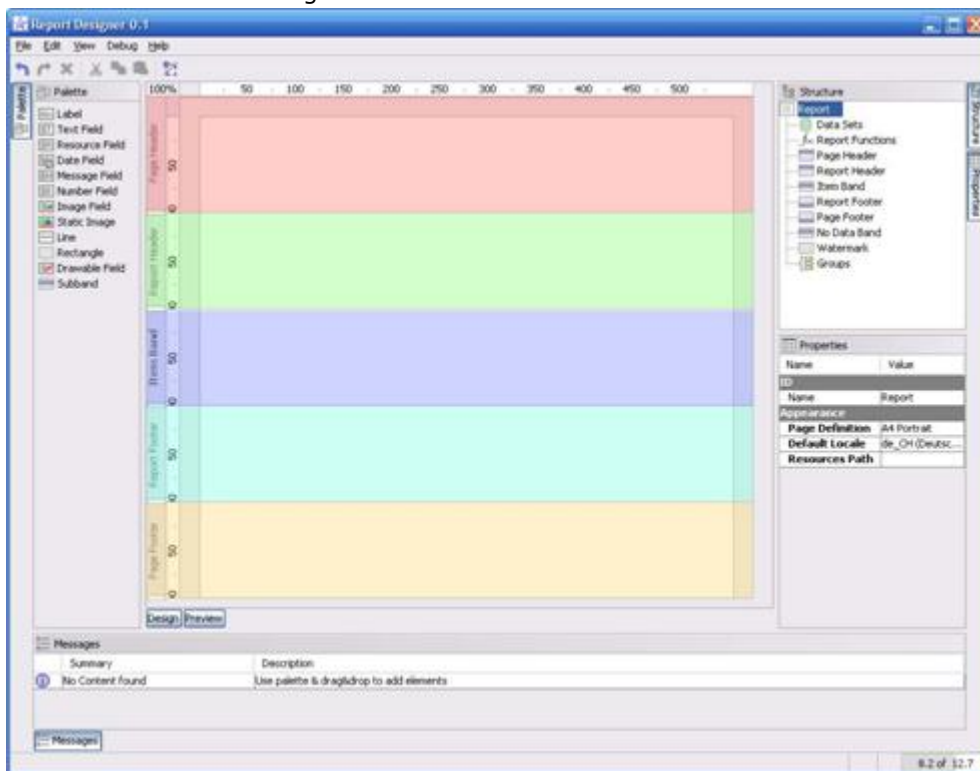 Report Designer 0.1
File Edit View Debug Help
Palette
Palette
Label
Text Field
Resource Field
Date Field
Message Field
Number Field
Image Field
Static Image
Line
Rectangle
Drawable Field
Subband
100% 50 100 150 200 250 300 350 400 450 500
Page Header
50
0
Report Header
50
0
Items Band
50
0
Report Footer
50
0
Page Footer
50
0
Design Preview
Structure
Report
Data Sets
Report Functions
Page Header
Report Header
Item Band
Report Footer
Page Footer
No Data Band
Watermark
Groups
Structure
Properties
Properties
Name Value
ID
Name Report
Appearance
Page Definition A4 Portrait
Default Locale de_CH (Deutsc...
Resources Path
Messages
Summary Description
No Content found Use palette & drag&drop to add elements
Messages
8.2 of 12.7